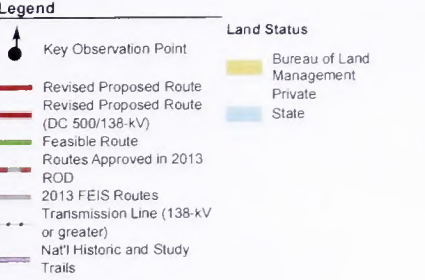 Legend
Key Observation Point
Revised Proposed Route
Revised Proposed Route
(DC 500/138-kV)
Feasible Route
Routes Approved in 2013
ROD
2013 FEIS Routes
Transmission Line (138-kV
or greater)
Nat'l Historic and Study
Trails
Land Status
Bureau of Land
Management
Private
State